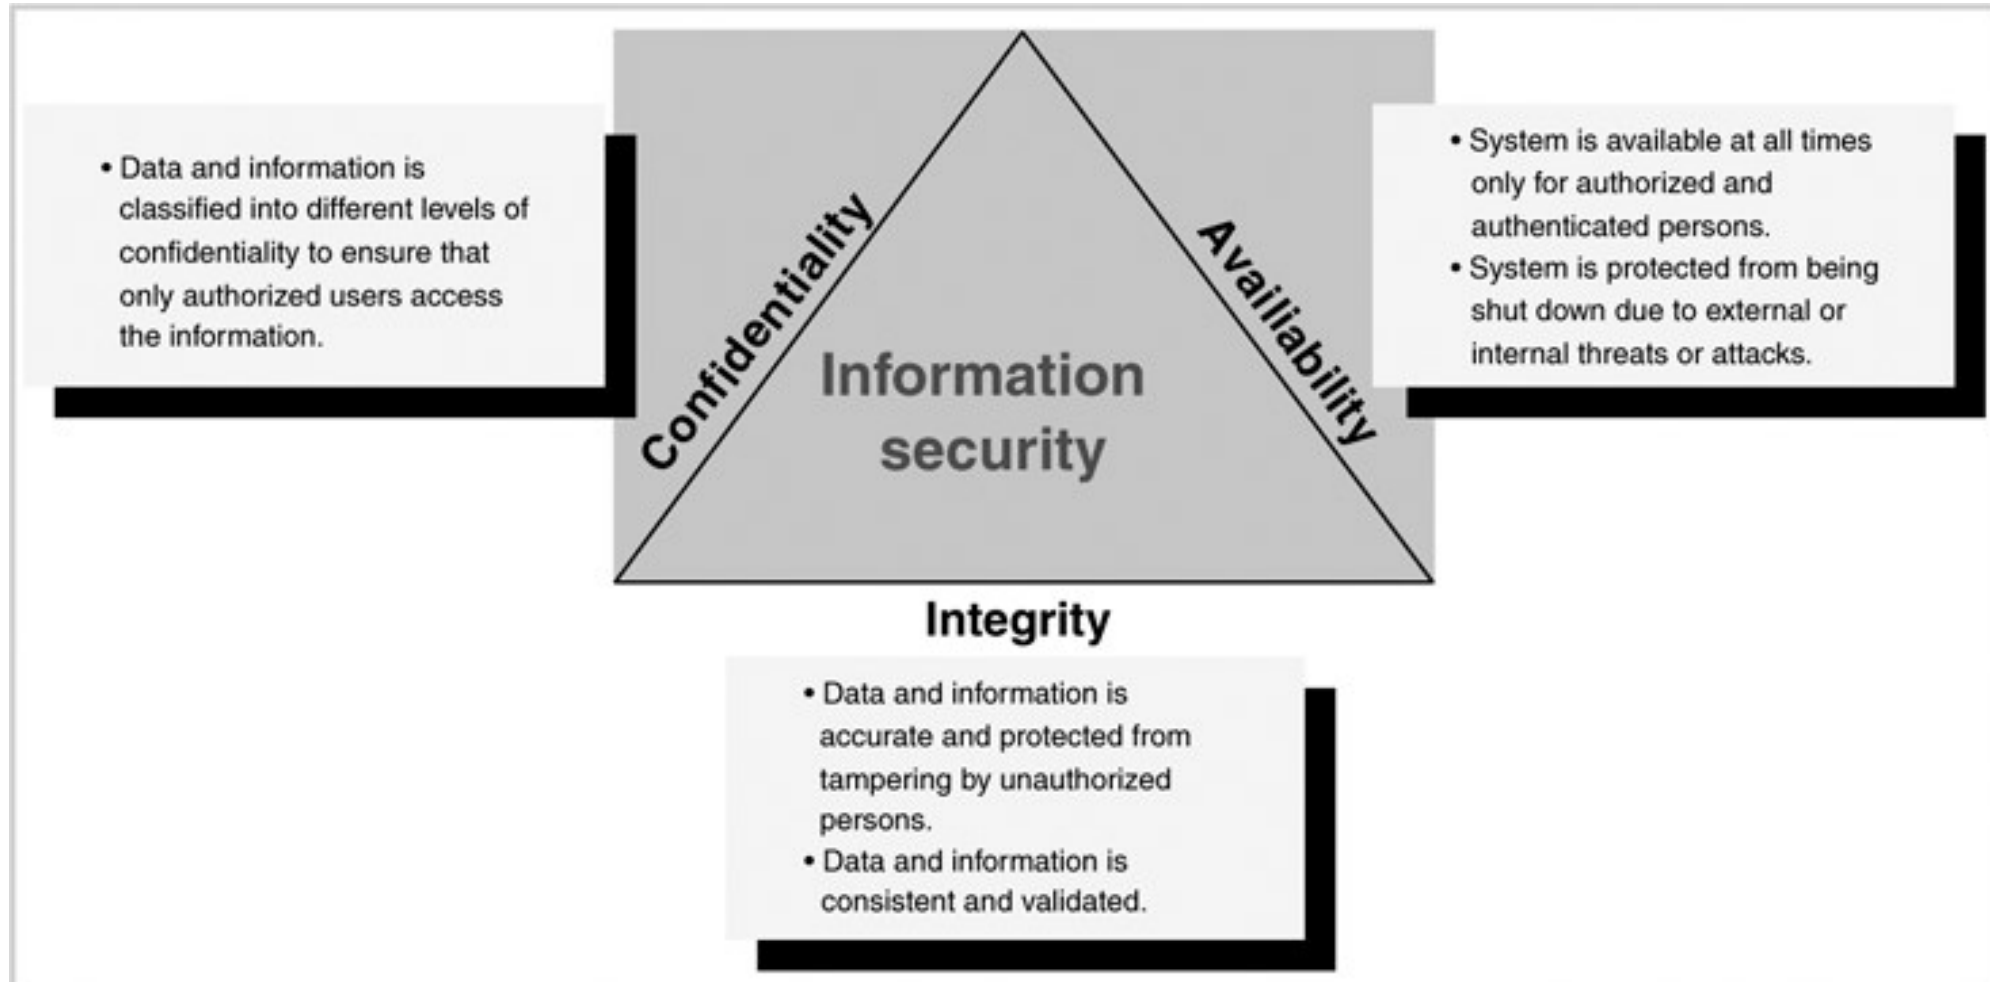 • Data and information is
classified into different levels of
confidentiality to ensure that
only authorized users access
the information.
Confidentiality
Information
security
Availiability
• System is available at all times
only for authorized and
authenticated persons.
• System is protected from being
shut down due to external or
internal threats or attacks.
Integrity
• Data and information is
accurate and protected from
tampering by unauthorized
persons.
• Data and information is
consistent and validated.